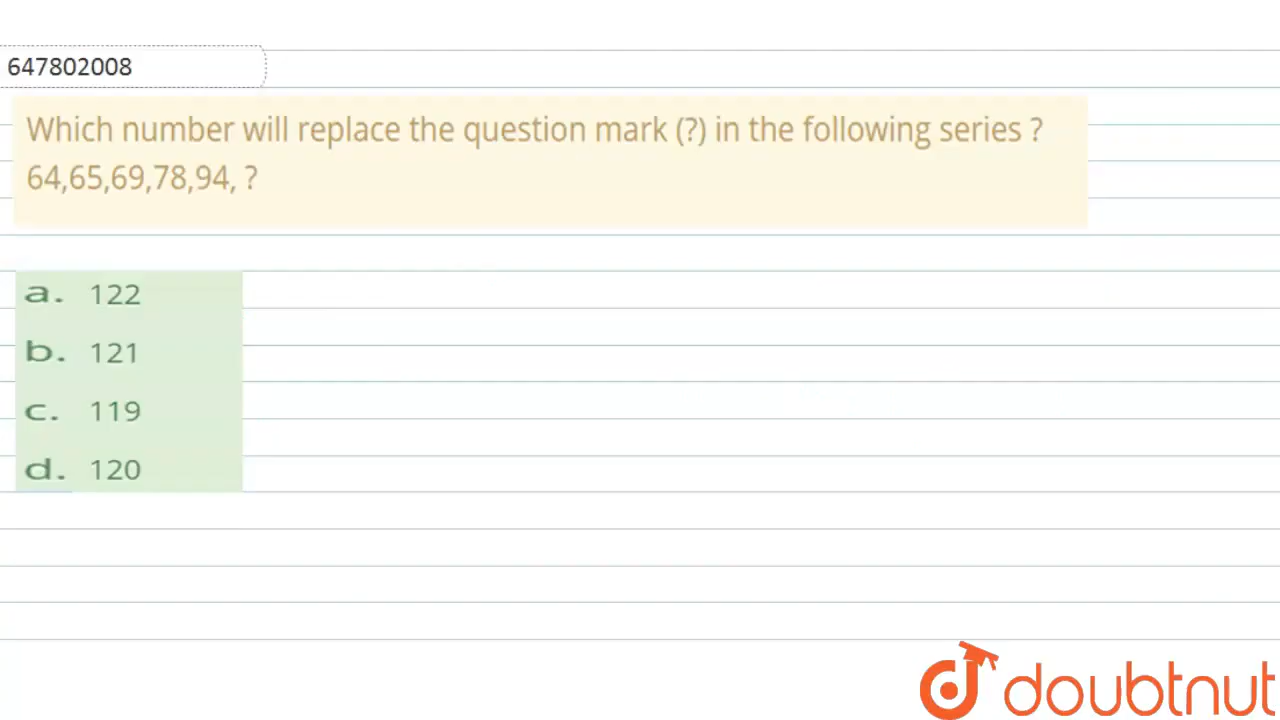 647802008
Which number will replace the question mark (?) in the following series ?
64,65,69,78,94, ?
a. 122
b. 121
c. 119
d. 120
doubtnut